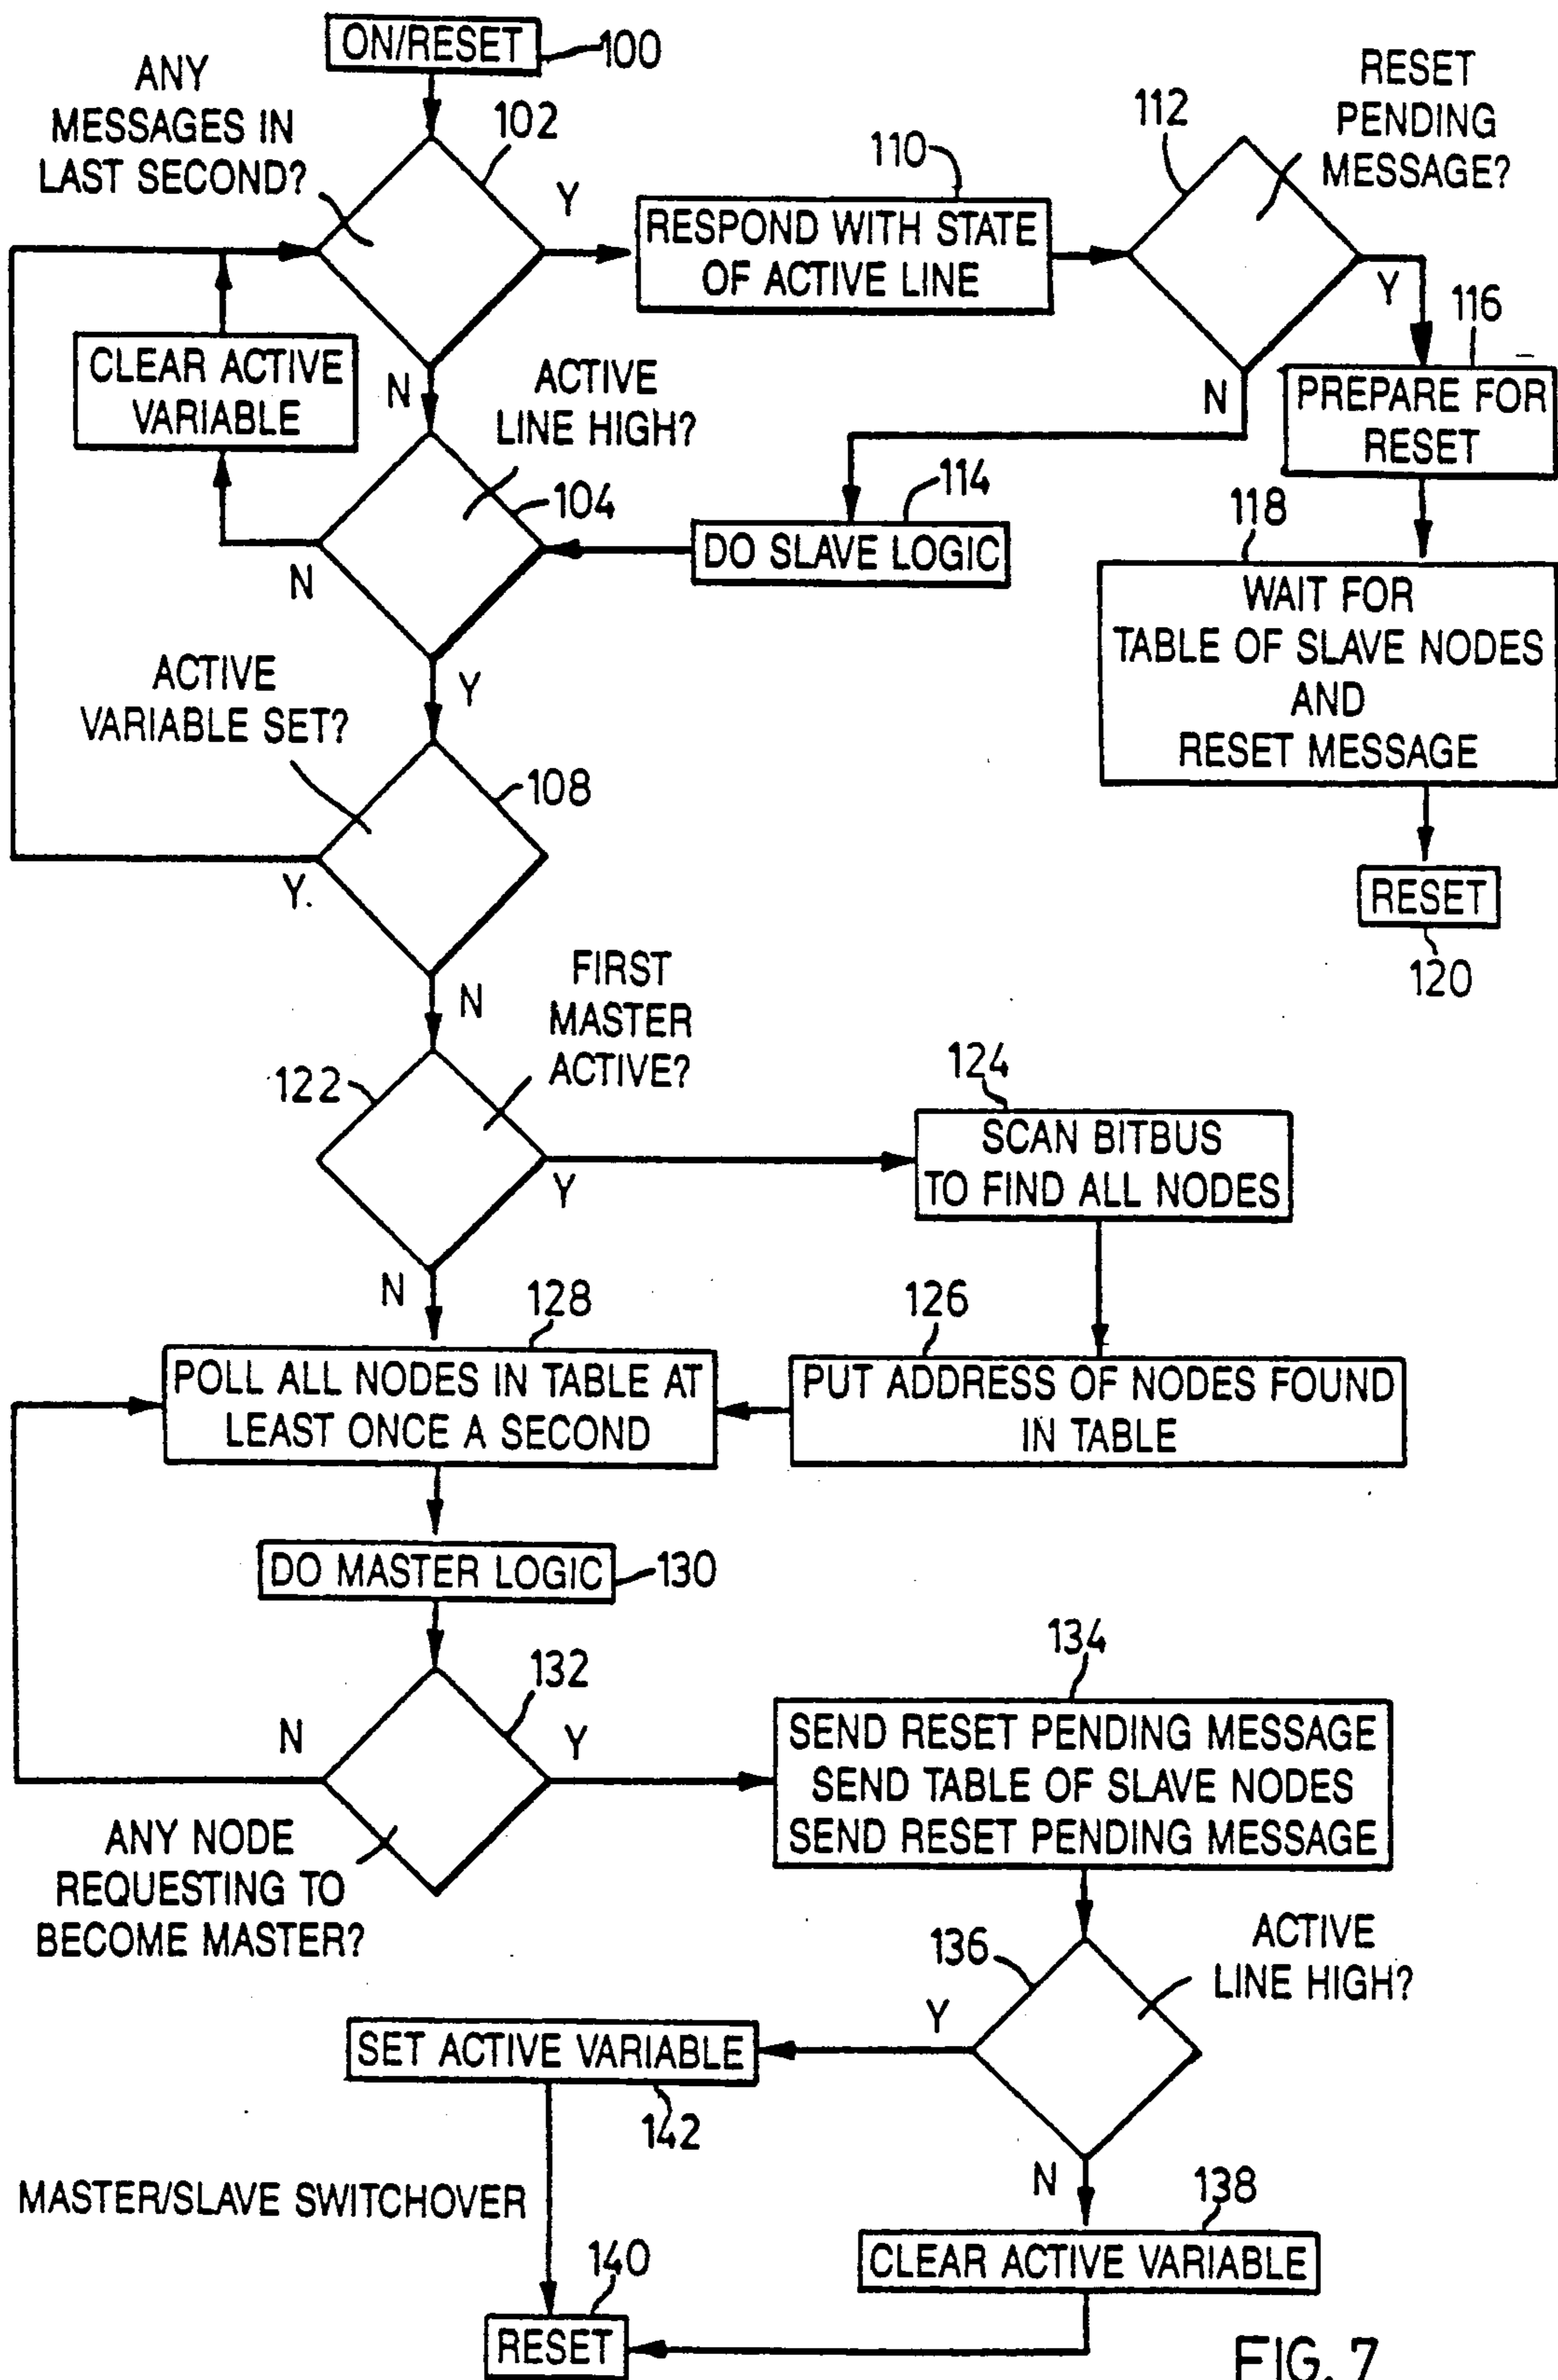 ON/RESET
100
ANY
MESSAGES IN
LAST SECOND?
102
Y
N
110
RESPOND WITH STATE
OF ACTIVE LINE
112
RESET
PENDING
MESSAGE?
Y
N
116
PREPARE FOR
RESET
CLEAR ACTIVE
VARIABLE
ACTIVE
LINE HIGH?
104
N
Y
114
DO SLAVE LOGIC
118
WAIT FOR
TABLE OF SLAVE NODES
AND
RESET MESSAGE
RESET
120
ACTIVE
VARIABLE SET?
108
Y.
N
FIRST
MASTER
ACTIVE?
122
Y
N
124
SCAN BITBUS
TO FIND ALL NODES
126
PUT ADDRESS OF NODES FOUND
IN TABLE
128
POLL ALL NODES IN TABLE AT
LEAST ONCE A SECOND
DO MASTER LOGIC
130
132
N
Y
ANY NODE
REQUESTING TO
BECOME MASTER?
134
SEND RESET PENDING MESSAGE
SEND TABLE OF SLAVE NODES
SEND RESET PENDING MESSAGE
136
ACTIVE
LINE HIGH?
Y
N
SET ACTIVE VARIABLE
142
MASTER/SLAVE SWITCHOVER
138
CLEAR ACTIVE VARIABLE
140
RESET
FIG. 7